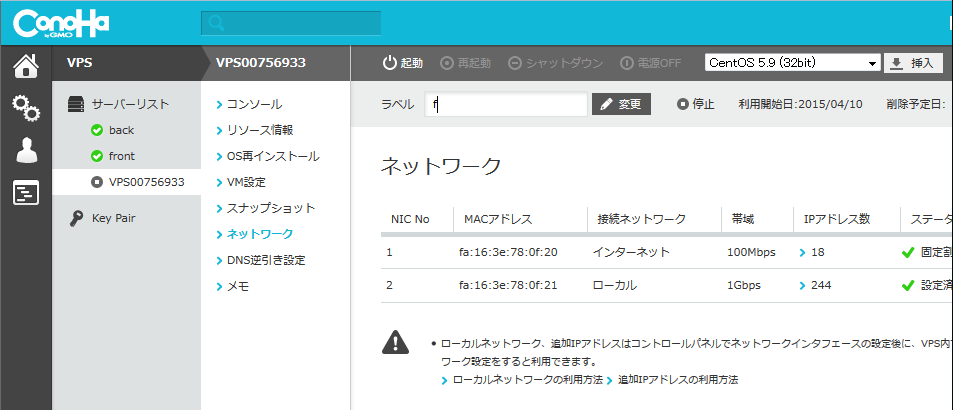 ConoHa
by GMO
VPS
VPS00756933
起動
再起動
シャットダウン
電源OFF
CentOS 5.9 (32bit)
挿入
サーバーリスト
back
front
VPS00756933
Key Pair
コンソール
リソース情報
OS再インストール
VM設定
スナップショット
ネットワーク
DNS逆引き設定
メモ
ラベル f 変更 停止 利用開始日:2015/04/10 削除予定日:
ネットワーク
NIC No MACアドレス 接続ネットワーク 帯域 IPアドレス数 ステータ
1 fa:16:3e:78:0f:20 インターネット 100Mbps 18 固定割
2 fa:16:3e:78:0f:21 ローカル 1Gbps 244 設定済
• ローカルネットワーク、追加IPアドレスはコントロールパネルでネットワークインタフェースの設定後に、VPS内で
ワーク設定をすると利用できます。
ローカルネットワークの利用方法 追加IPアドレスの利用方法